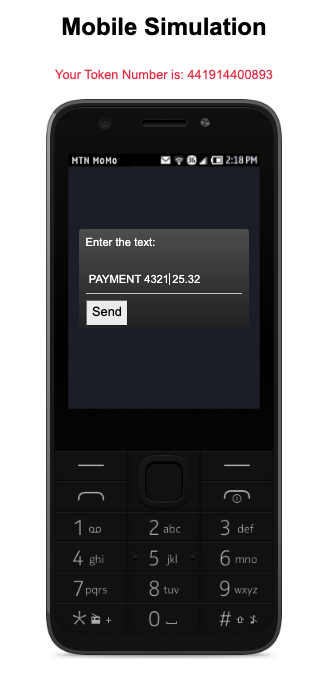 Mobile Simulation
Your Token Number is: 441914400893
MTN MoMo 2:18 PM
Enter the text:
PAYMENT 4321 25.32
Send
1
2 abc
3 def
4 ghi
5 jkl
6 mno
7 pqrs
8 tuv
9 wxyz
* +
0
#